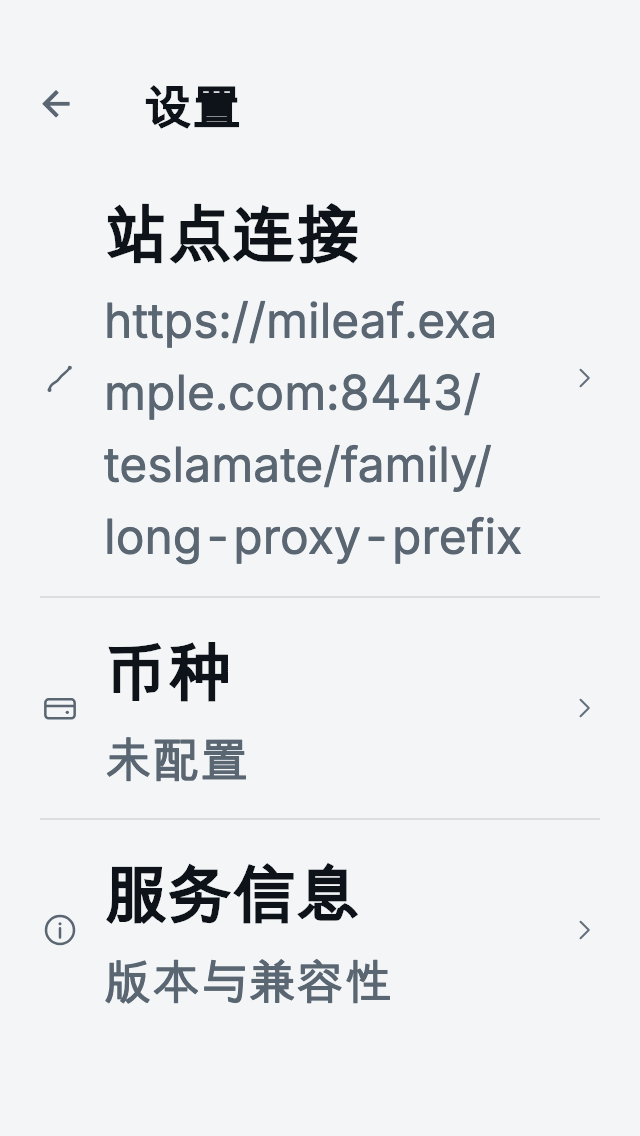 设置
站点连接
https://mileaf.exa
mple.com:8443/
teslamate/family/
long-proxy-prefix
币种
未配置
服务信息
版本与兼容性